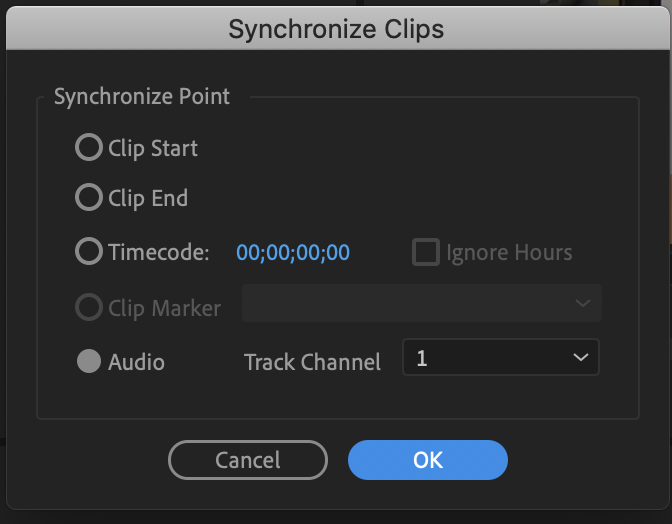 Synchronize Clips
Synchronize Point
Clip Start
Clip End
Timecode: 00;00;00;00 Ignore Hours
Clip Marker
Audio Track Channel 1
Cancel OK